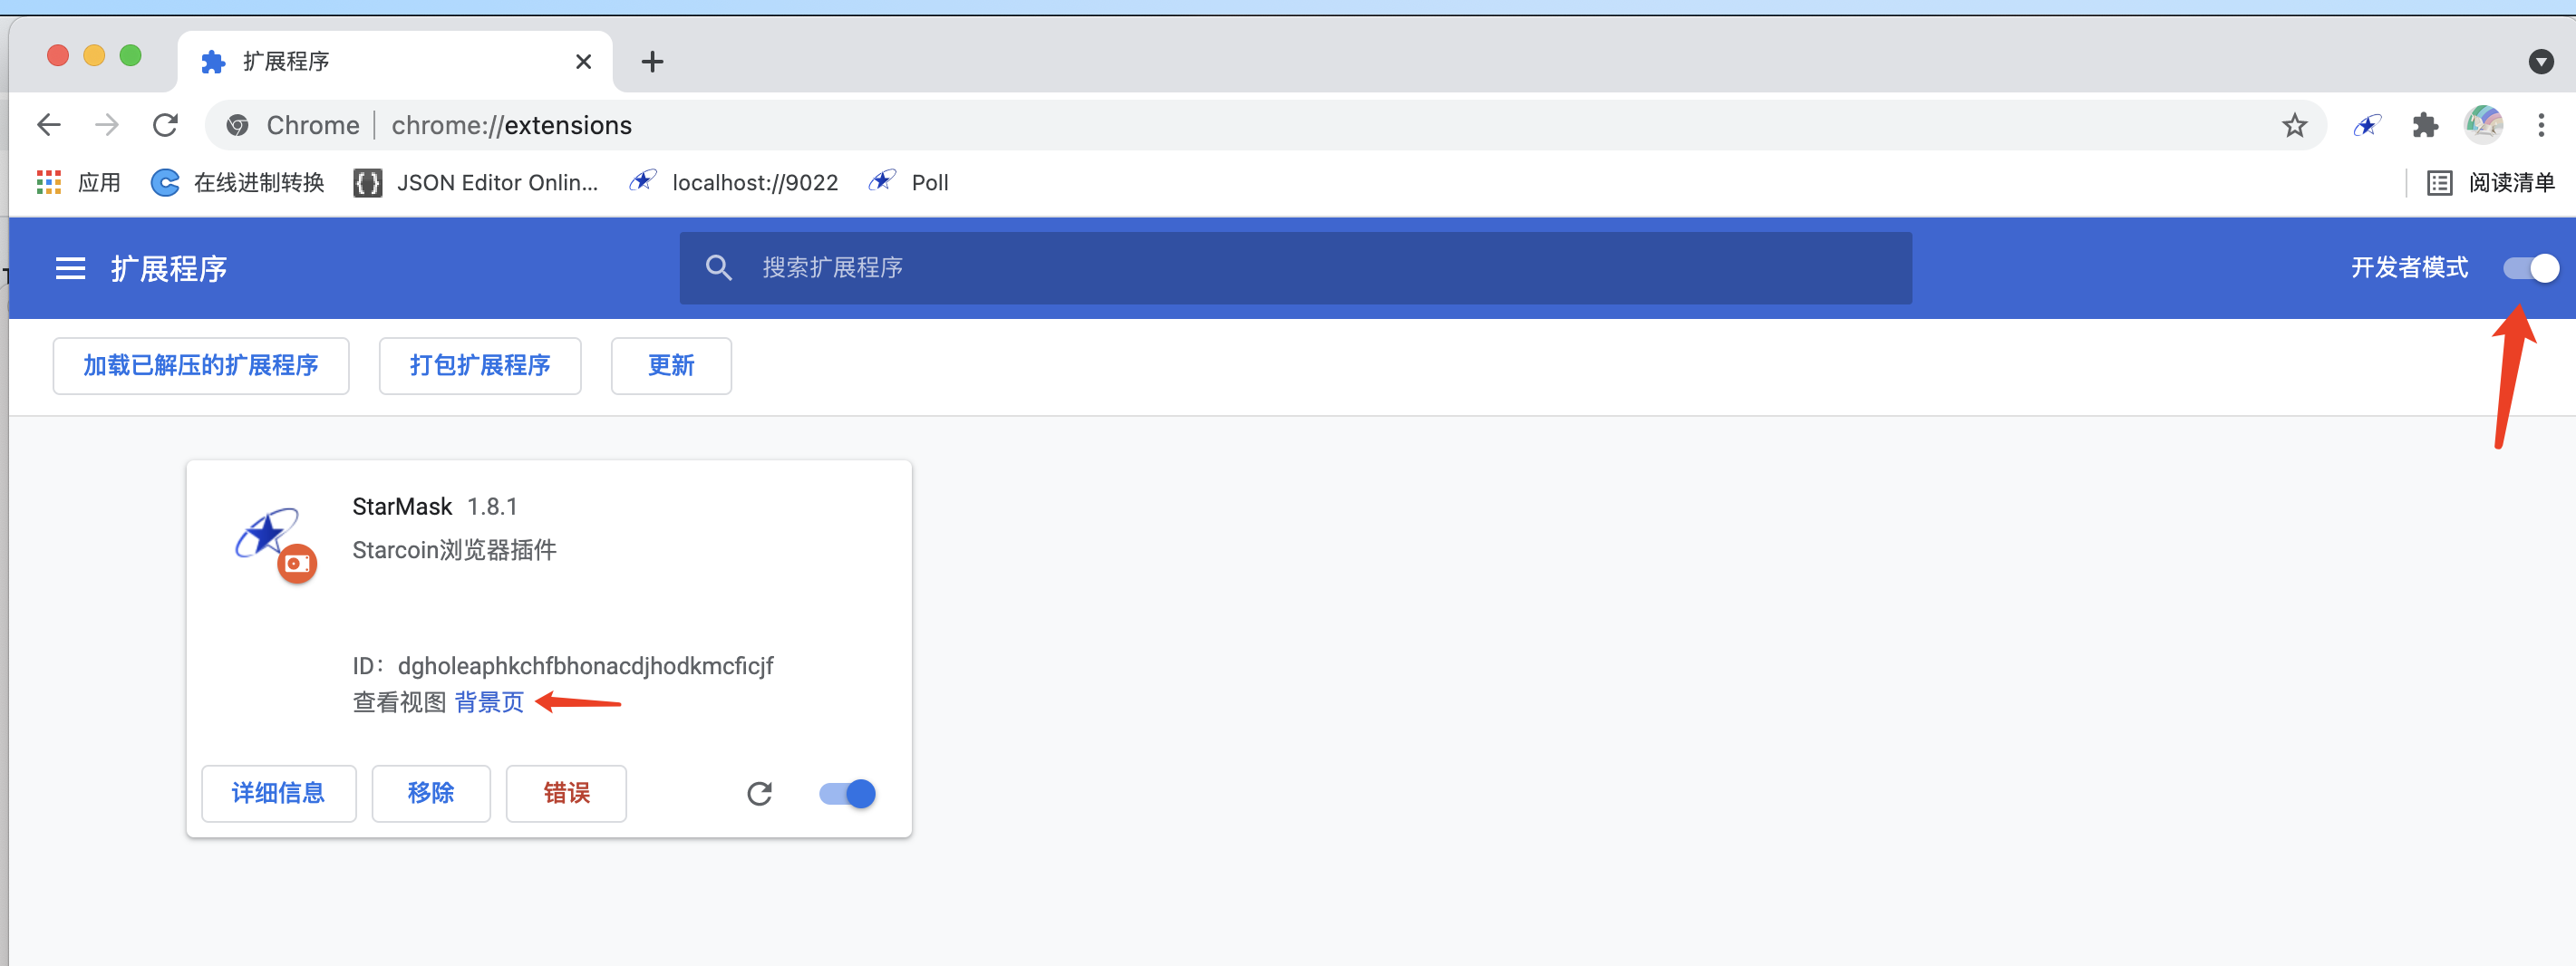 扩展程序
Chrome | chrome://extensions
应用 在线进制转换 JSON Editor Onlin... localhost://9022 Poll 阅读清单
扩展程序 搜索扩展程序 开发者模式
加载已解压的扩展程序 打包扩展程序 更新
StarMask 1.8.1
Starcoin浏览器插件
ID：dgholeaphkchfbhonacdjhodkmcficjf
查看视图 背景页
详细信息 移除 错误